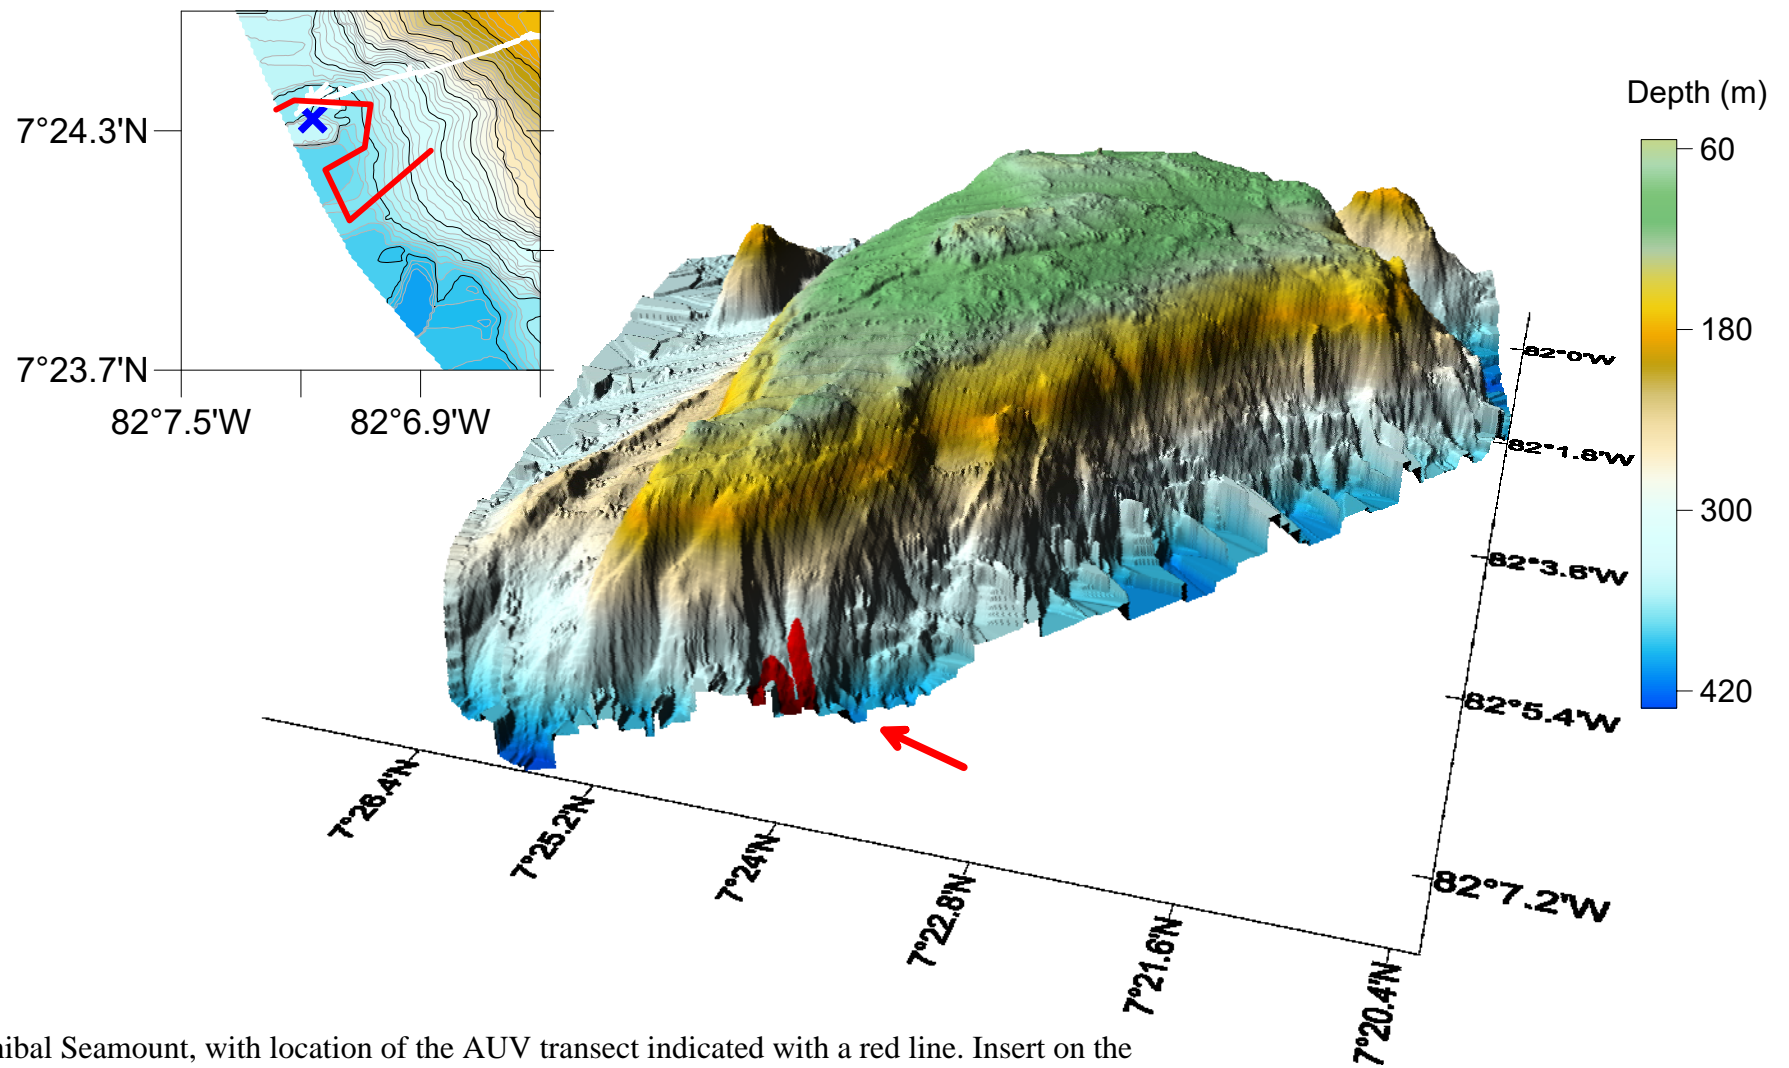 7°24.3'N
7°23.7'N
82°7.5'W 82°6.9'W
Depth (m)
60
180
300
420
82°0'W
82°1.8'W
82°3.6'W
82°5.4'W
82°7.2'W
7°26.4'N
7°25.2'N
7°24'N
7°22.8'N
7°21.6'N
7°20.4'N
nibal Seamount, with location of the AUV transect indicated with a red line. Insert on the